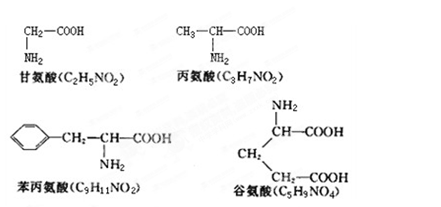 CH₂—COOH
NH₂
甘氨酸(C₂H₅NO₂)
CH₃—CH—COOH
NH₂
丙氨酸(C₃H₇NO₂)
CH₂—CH—COOH
NH₂
苯丙氨酸(C₉H₁₁NO₂)
NH₂
CH—COOH
CH₂
CH₂—COOH
谷氨酸(C₅H₉NO₄)